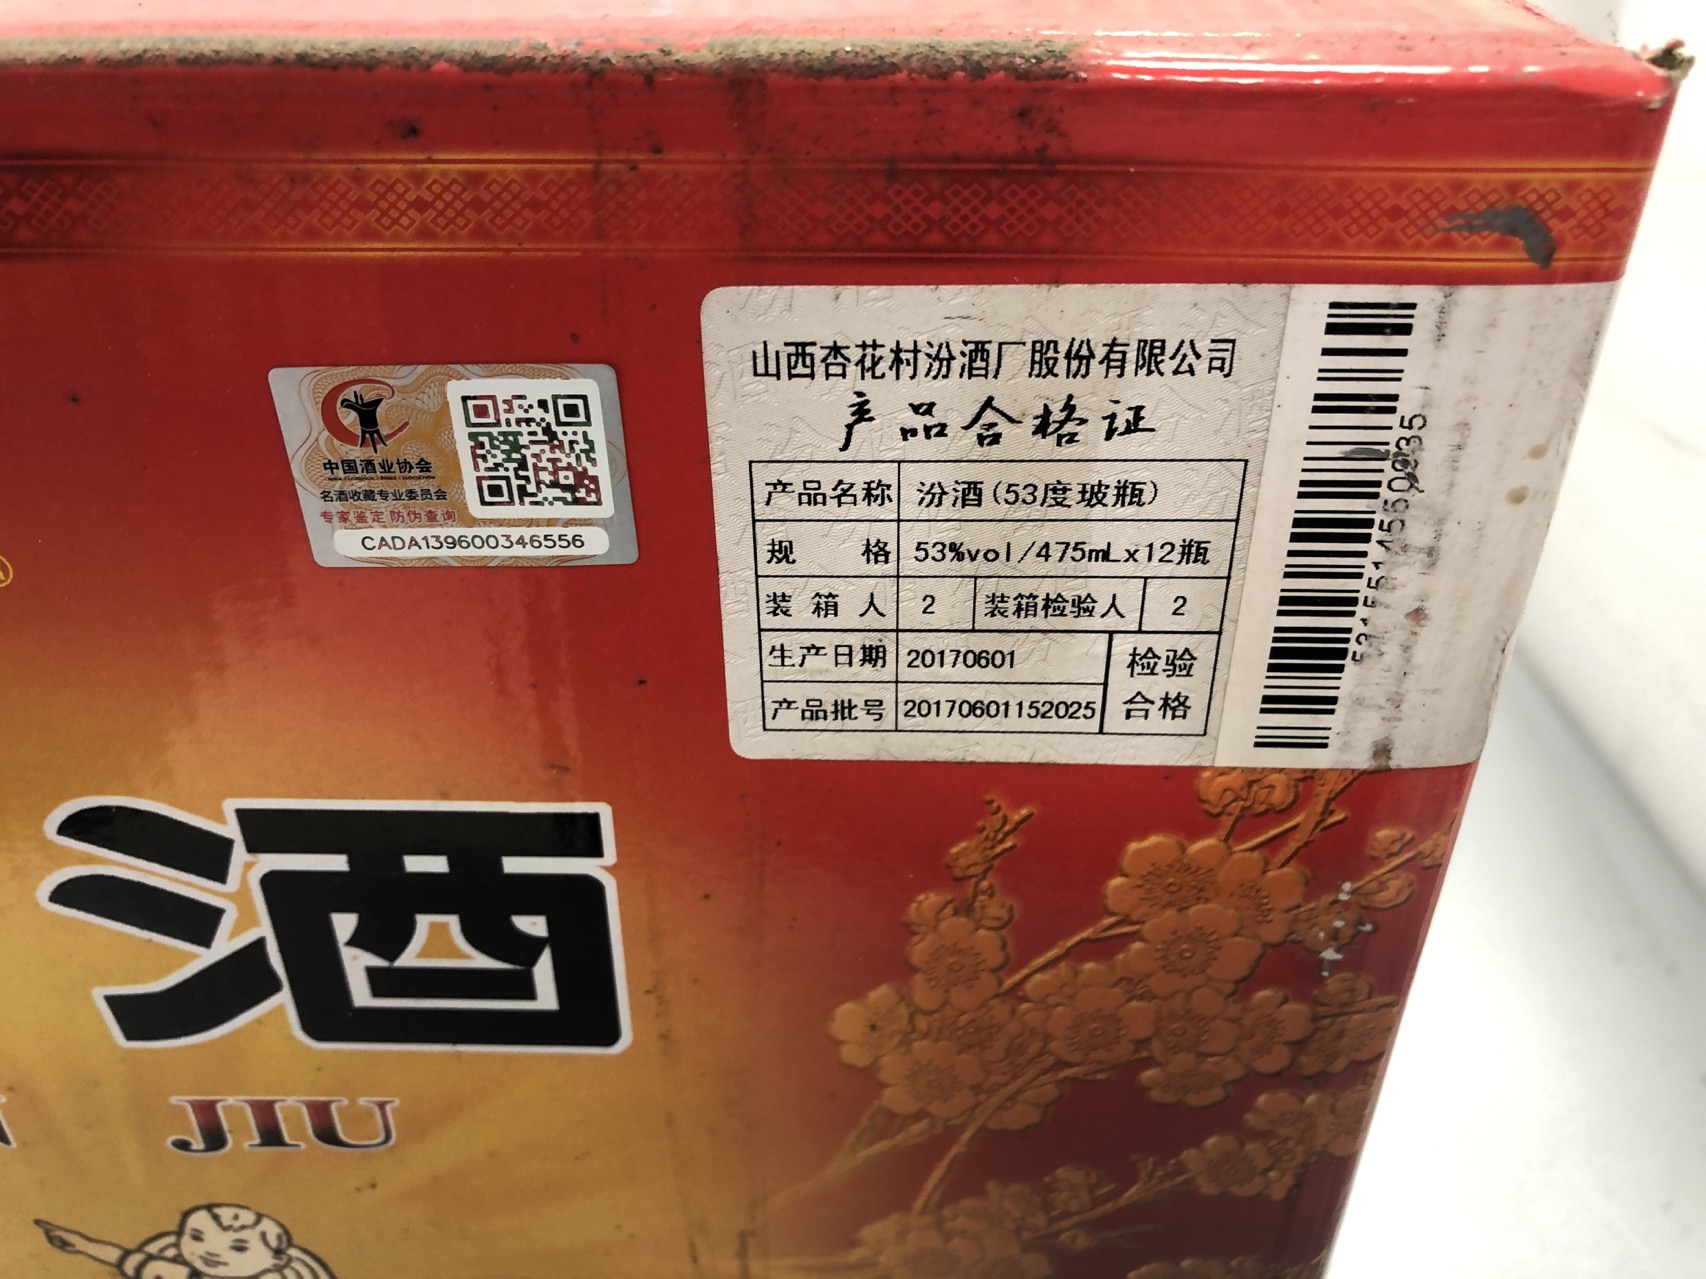 山西杏花村汾酒厂股份有限公司
产品合格证
产品名称 汾酒(53度玻瓶)
规 格 53%vol/475mLx12瓶
装箱人 2 装箱检验人 2
生产日期 20170601
产品批号 20170601152025
检验
合格
中国酒业协会
名酒收藏专业委员会
专家鉴定 防伪查询
CADA139600346556
酒
JIU